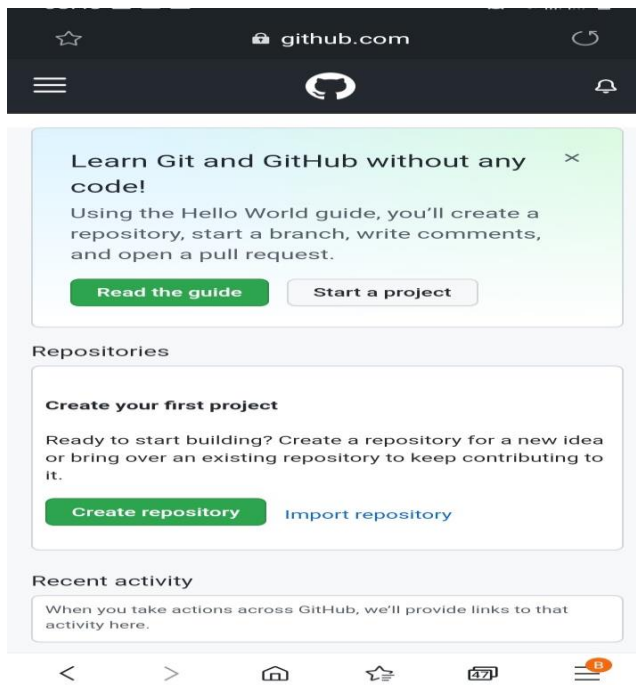 github.com
Learn Git and GitHub without any
code!
Using the Hello World guide, you'll create a
repository, start a branch, write comments,
and open a pull request.
Read the guide
Start a project
Repositories
Create your first project
Ready to start building? Create a repository for a new idea
or bring over an existing repository to keep contributing to
it.
Create repository
Import repository
Recent activity
When you take actions across GitHub, we'll provide links to that
activity here.
47
B